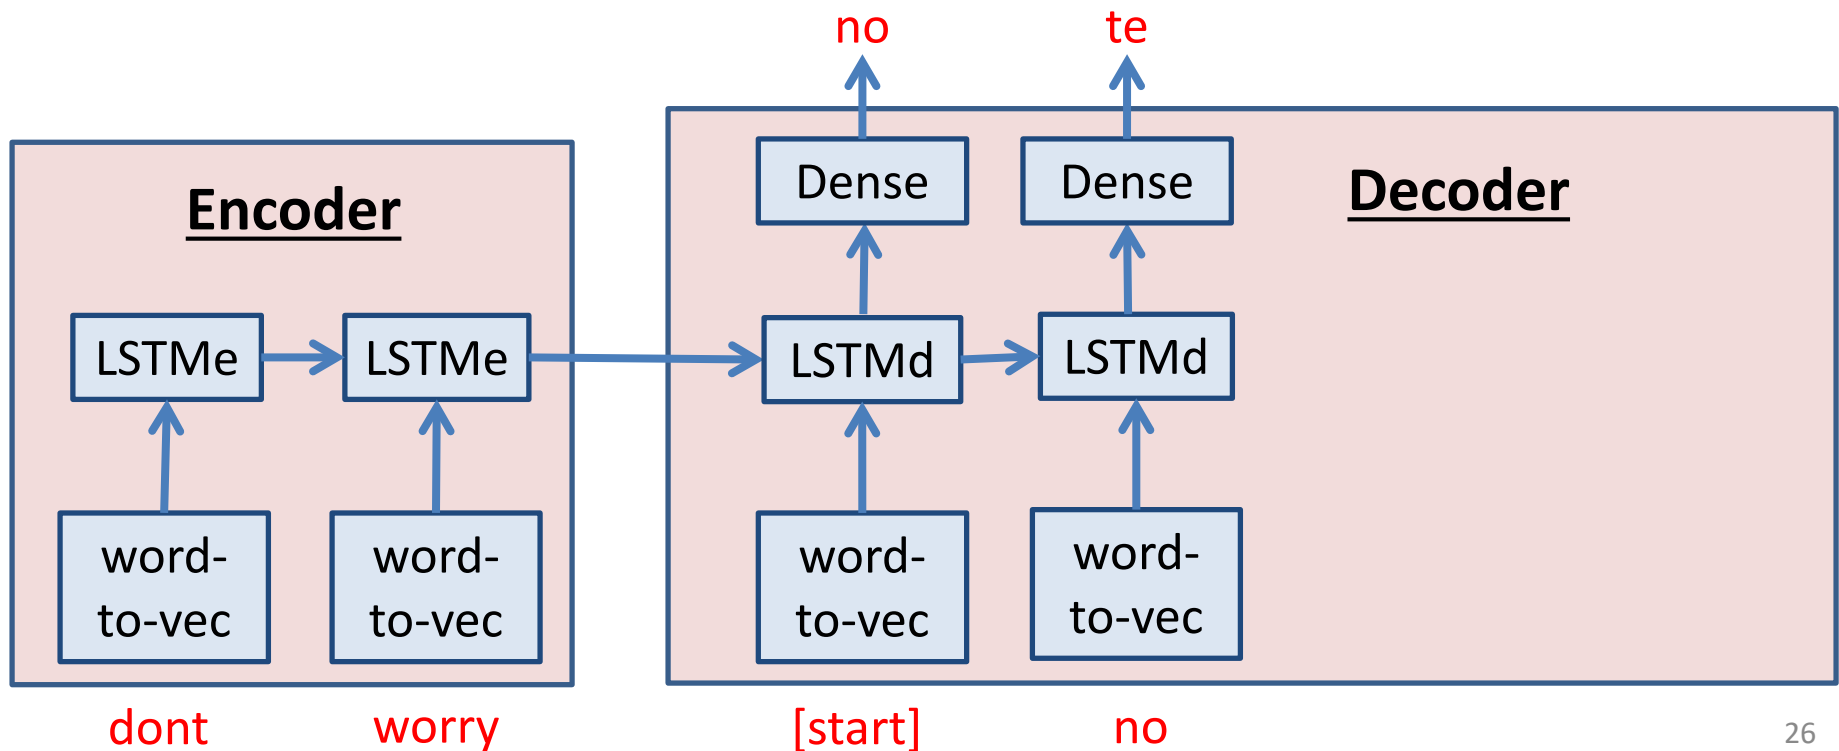 no te
Encoder
Decoder
Dense Dense
LSTMe LSTMe LSTMd LSTMd
word- word- word- word-
to-vec to-vec to-vec to-vec
dont worry [start] no
26